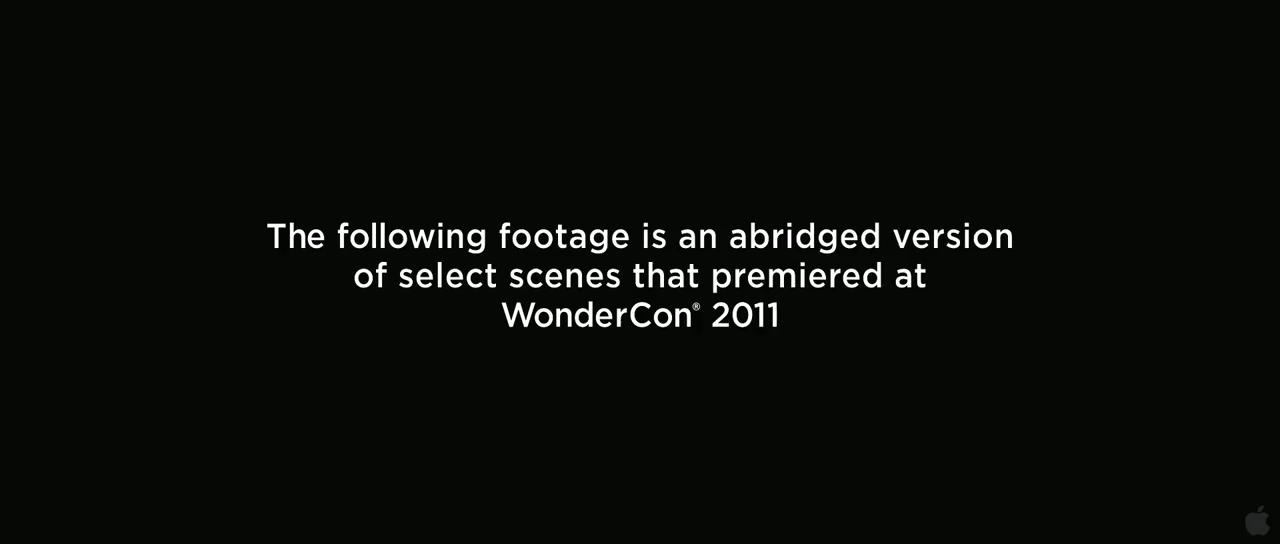 The following footage is an abridged version
of select scenes that premiered at
WonderCon® 2011